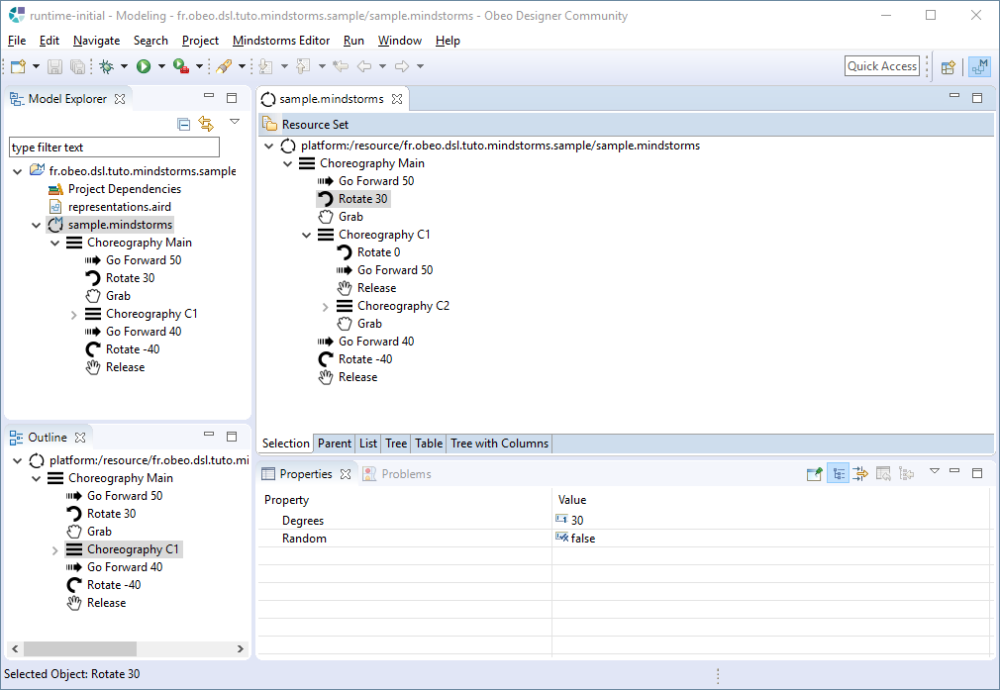 runtime-initial - Modeling - fr.obeo.dsl.tuto.mindstorms.sample/sample.mindstorms - Obeo Designer Community
File Edit Navigate Search Project Mindstorms Editor Run Window Help
Quick Access
Model Explorer
type filter text
fr.obeo.dsl.tuto.mindstorms.sample
Project Dependencies
representations.aird
sample.mindstorms
Choreography Main
Go Forward 50
Rotate 30
Grab
Choreography C1
Go Forward 40
Rotate -40
Release
Outline
platform:/resource/fr.obeo.dsl.tuto.mi
Choreography Main
Go Forward 50
Rotate 30
Grab
Choreography C1
Go Forward 40
Rotate -40
Release
sample.mindstorms
Resource Set
platform:/resource/fr.obeo.dsl.tuto.mindstorms.sample/sample.mindstorms
Choreography Main
Go Forward 50
Rotate 30
Grab
Choreography C1
Rotate 0
Go Forward 50
Release
Choreography C2
Grab
Go Forward 40
Rotate -40
Release
Selection Parent List Tree Table Tree with Columns
Properties Problems
Property Value
Degrees 30
Random false
Selected Object: Rotate 30